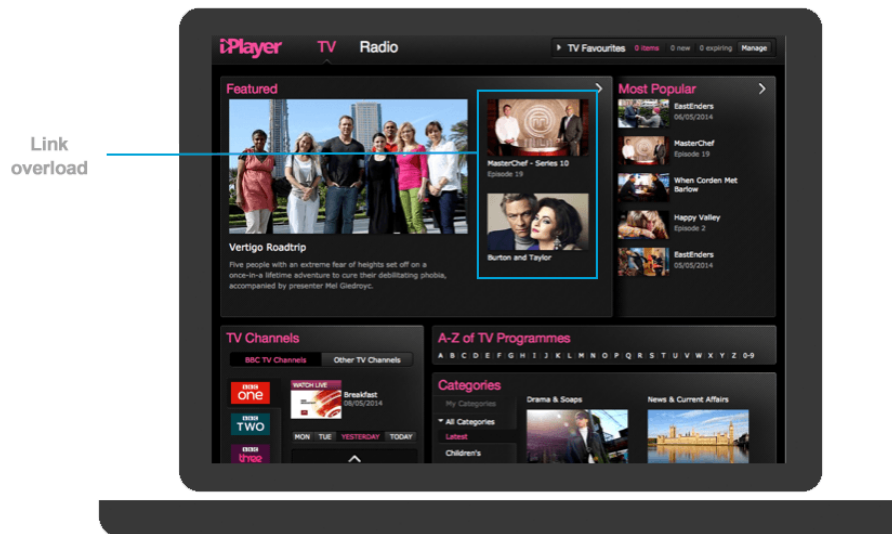 Link
overload
iPlayer
TV
Radio
TV Favourites 0 items 0 new 0 expiring Manage
Featured
MasterChef - Series 10
Episode 19
Burton and Taylor
Vertigo Roadtrip
Five people with an extreme fear of heights set off on a
once-in-a lifetime adventure to cure their debilitating phobia,
accompanied by presenter Mel Giedroyc.
Most Popular
EastEnders
06/05/2014
MasterChef
Episode 19
When Corden Met
Barlow
Happy Valley
Episode 2
EastEnders
05/05/2014
TV Channels
BBC TV Channels
Other TV Channels
BBC
one
BBC
TWO
BBC
three
WATCH LIVE
Breakfast
08/05/2014
MON TUE YESTERDAY TODAY
A-Z of TV Programmes
A B C D E F G H I J K L M N O P Q R S T U V W X Y Z 0-9
Categories
My Categories
All Categories
Latest
Children's
Drama & Soaps
News & Current Affairs